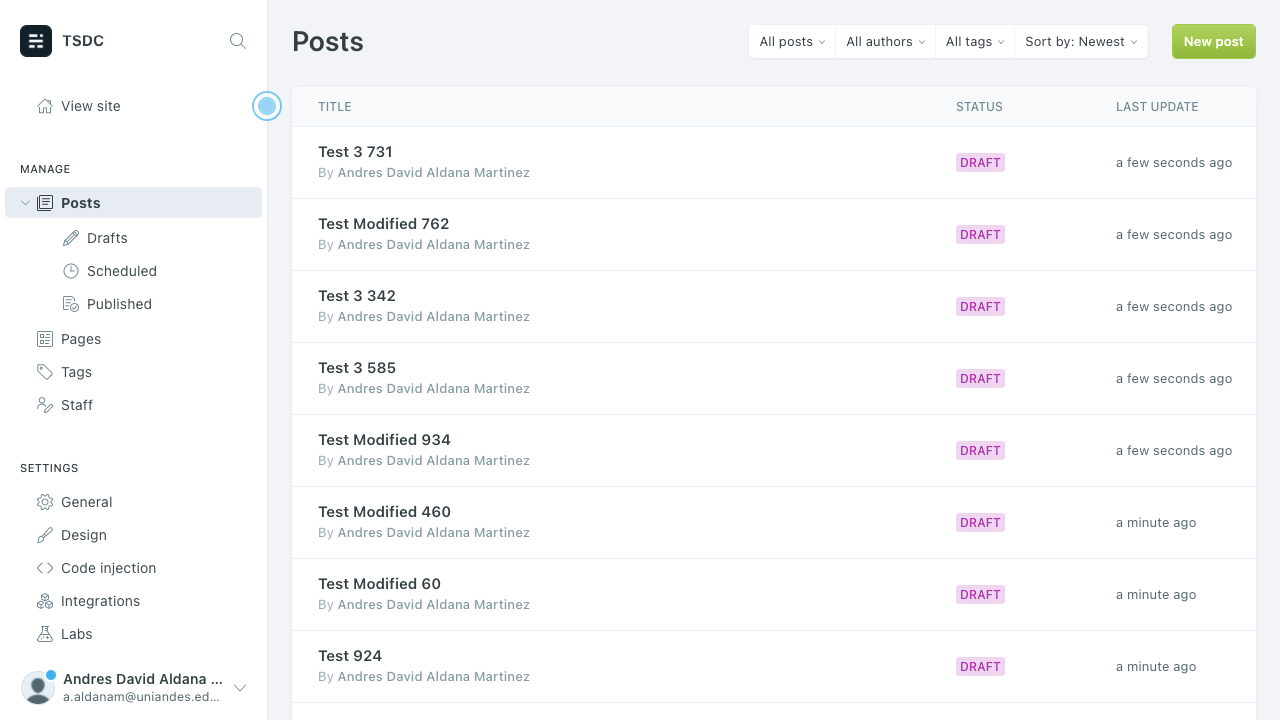 TSDC
View site
MANAGE
Posts
Drafts
Scheduled
Published
Pages
Tags
Staff
SETTINGS
General
Design
Code injection
Integrations
Labs
Andres David Aldana ...
a.aldanam@uniandes.ed...
Posts
All posts
All authors
All tags
Sort by: Newest
New post
TITLE STATUS LAST UPDATE
Test 3 731
By Andres David Aldana Martinez
DRAFT
a few seconds ago
Test Modified 762
By Andres David Aldana Martinez
DRAFT
a few seconds ago
Test 3 342
By Andres David Aldana Martinez
DRAFT
a few seconds ago
Test 3 585
By Andres David Aldana Martinez
DRAFT
a few seconds ago
Test Modified 934
By Andres David Aldana Martinez
DRAFT
a few seconds ago
Test Modified 460
By Andres David Aldana Martinez
DRAFT
a minute ago
Test Modified 60
By Andres David Aldana Martinez
DRAFT
a minute ago
Test 924
By Andres David Aldana Martinez
DRAFT
a minute ago